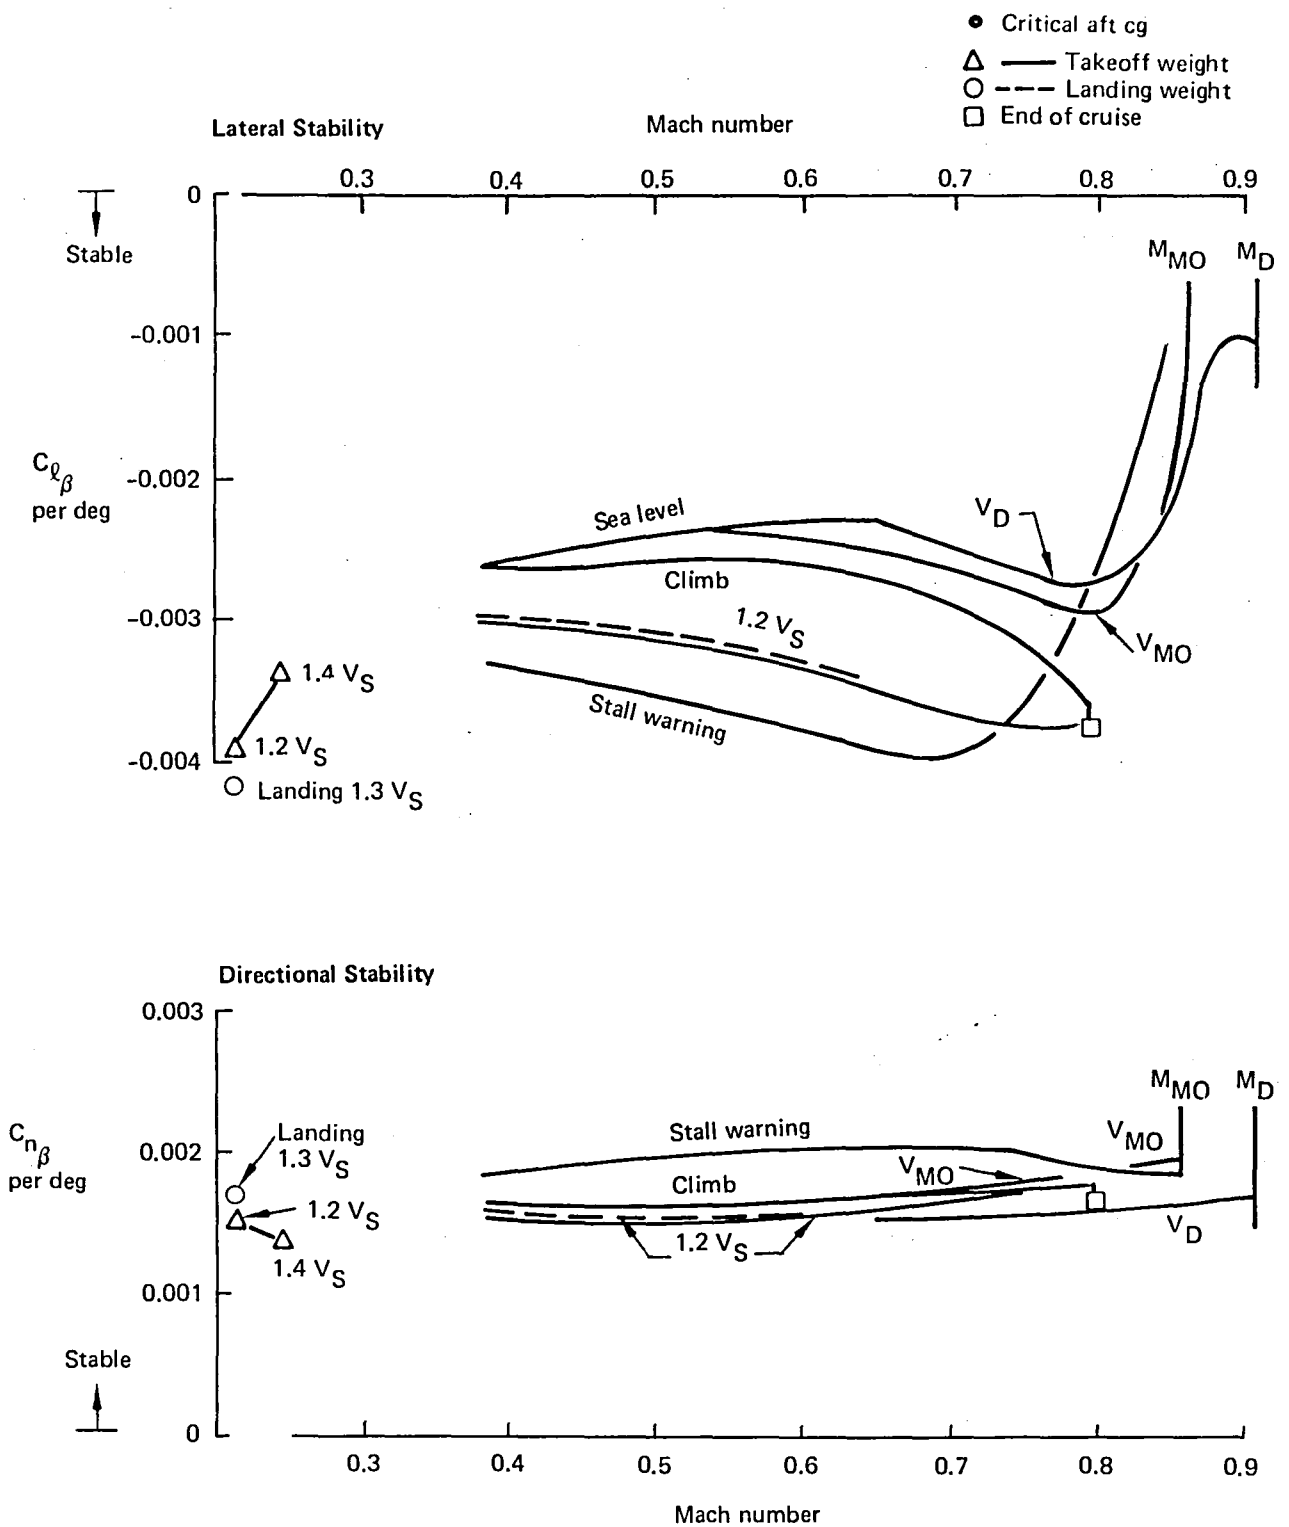 Critical aft cg
Takeoff weight
Landing weight
End of cruise
Lateral Stability
Mach number
0.3 0.4 0.5 0.6 0.7 0.8 0.9
0
Stable
-0.001
-0.002
-0.003
-0.004
C_ℓ_β
per deg
M_MO M_D
Sea level
V_D
Climb
1.2 V_S
V_MO
Stall warning
1.4 V_S
1.2 V_S
Landing 1.3 V_S
Directional Stability
0.003
0.002
0.001
0
C_n_β
per deg
Stable
M_MO M_D
Landing
1.3 V_S
1.2 V_S
1.4 V_S
Stall warning
V_MO
V_MO
Climb
1.2 V_S
V_D
0.3 0.4 0.5 0.6 0.7 0.8 0.9
Mach number